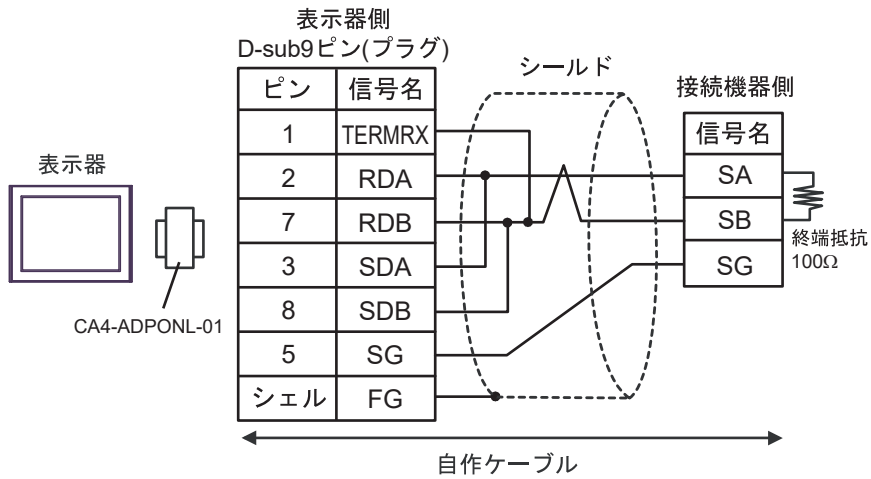 表示器側
D-sub9ピン(プラグ)
シールド
接続機器側
ピン 信号名
1 TERMRX
2 RDA
7 RDB
3 SDA
8 SDB
5 SG
シェル FG
信号名
SA
SB
SG
終端抵抗
100Ω
表示器
CA4-ADPONL-01
自作ケーブル